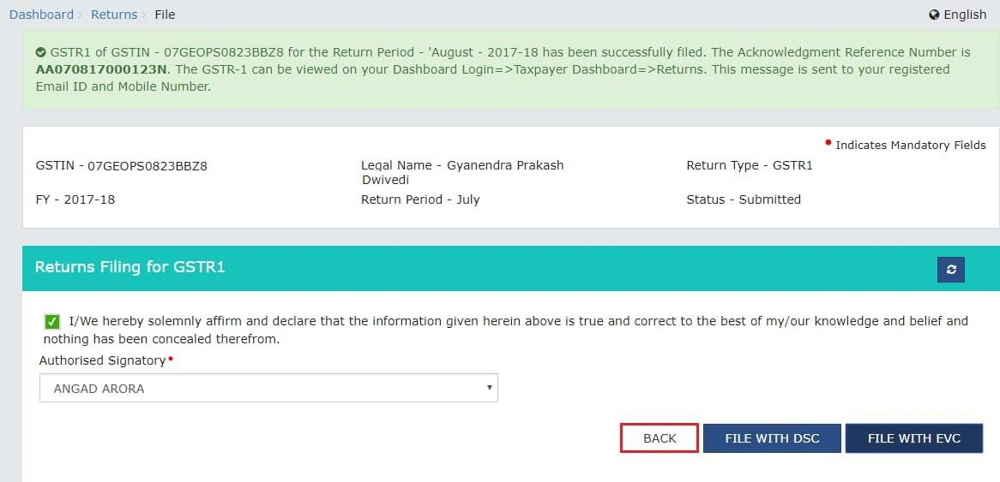 Dashboard > Returns > File
English
GSTR1 of GSTIN - 07GEOPS0823BBZ8 for the Return Period - 'August - 2017-18 has been successfully filed. The Acknowledgment Reference Number is
AA070817000123N. The GSTR-1 can be viewed on your Dashboard Login=>Taxpayer Dashboard=>Returns. This message is sent to your registered
Email ID and Mobile Number.
• Indicates Mandatory Fields
GSTIN - 07GEOPS0823BBZ8
Legal Name - Gyanendra Prakash
Dwivedi
Return Type - GSTR1
FY - 2017-18
Return Period - July
Status - Submitted
Returns Filing for GSTR1
I/We hereby solemnly affirm and declare that the information given herein above is true and correct to the best of my/our knowledge and belief and
nothing has been concealed therefrom.
Authorised Signatory•
ANGAD ARORA
BACK
FILE WITH DSC
FILE WITH EVC